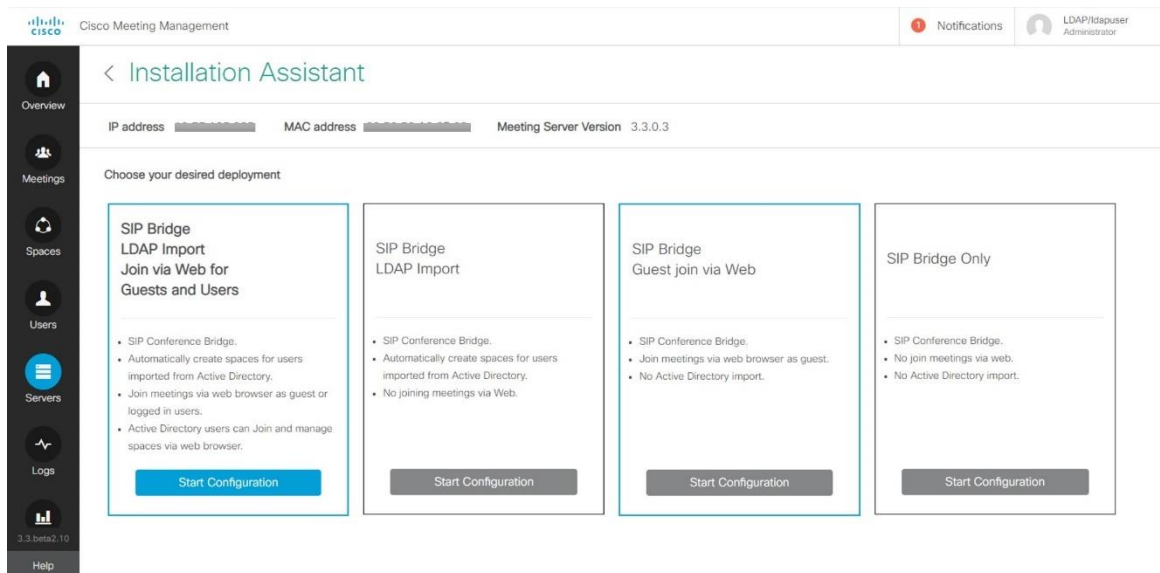 CISCO
Cisco Meeting Management
1
Notifications
LDAP/ldapuser
Administrator
Overview
Meetings
Spaces
Users
Servers
Logs
3.3.beta2.10
Help
< Installation Assistant
IP address
MAC address
Meeting Server Version 3.3.0.3
Choose your desired deployment
SIP Bridge
LDAP Import
Join via Web for
Guests and Users
• SIP Conference Bridge.
• Automatically create spaces for users
imported from Active Directory.
• Join meetings via web browser as guest or
logged in users.
• Active Directory users can Join and manage
spaces via web browser.
Start Configuration
SIP Bridge
LDAP Import
• SIP Conference Bridge.
• Automatically create spaces for users
imported from Active Directory.
• No joining meetings via Web.
Start Configuration
SIP Bridge
Guest join via Web
• SIP Conference Bridge.
• Join meetings via web browser as guest.
• No Active Directory import.
Start Configuration
SIP Bridge Only
• SIP Conference Bridge.
• No join meetings via web.
• No Active Directory import.
Start Configuration